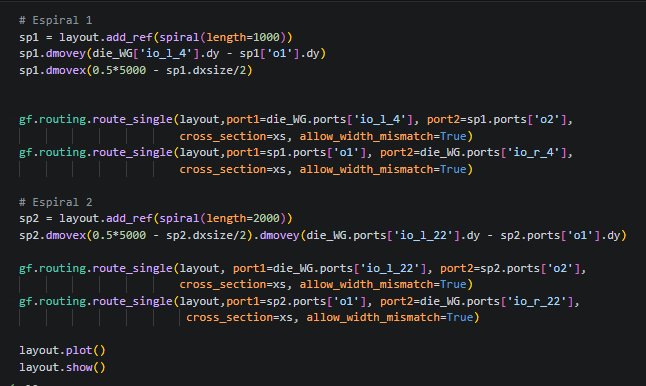 # Espiral 1
sp1 = layout.add_ref(spiral(length=1000))
sp1.dmovey(die_WG['io_l_4'].dy - sp1['o1'].dy)
sp1.dmovex(0.5*5000 - sp1.dxsize/2)
gf.routing.route_single(layout,port1=die_WG.ports['io_l_4'], port2=sp1.ports['o2'],
cross_section=xs, allow_width_mismatch=True)
gf.routing.route_single(layout,port1=sp1.ports['o1'], port2=die_WG.ports['io_r_4'],
cross_section=xs, allow_width_mismatch=True)
# Espiral 2
sp2 = layout.add_ref(spiral(length=2000))
sp2.dmovex(0.5*5000 - sp2.dxsize/2).dmovey(die_WG.ports['io_l_22'].dy - sp2.ports['o1'].dy)
gf.routing.route_single(layout, port1=die_WG.ports['io_l_22'], port2=sp2.ports['o2'],
cross_section=xs, allow_width_mismatch=True)
gf.routing.route_single(layout,port1=sp2.ports['o1'], port2=die_WG.ports['io_r_22'],
cross_section=xs, allow_width_mismatch=True)
layout.plot()
layout.show()